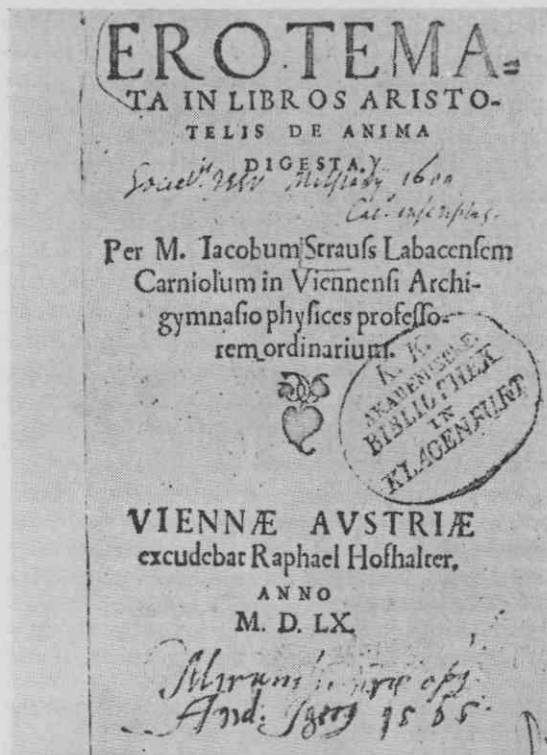 EROTEMA-
TA IN LIBROS ARISTO-
TELIS DE ANIMA
DIGESTA,
1600
Per M. Iacobum Strauss Labacensem
Carniolum in Viennensi Archi-
gymnasio physices professo-
rem ordinarium.
K. K.
AKADEMISCHE
BIBLIOTHEK
IN
KLAGENFURT
VIENNÆ AVSTRIÆ
excudebat Raphael Hofhalter,
ANNO
M. D. LX.
And. 1565